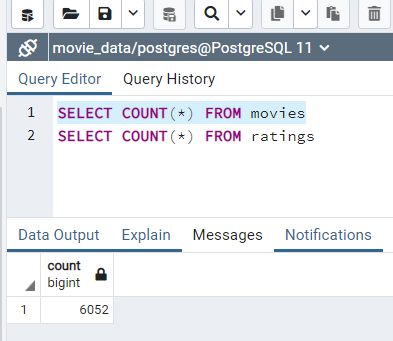 movie_data/postgres@PostgreSQL 11
Query Editor Query History
1 SELECT COUNT(*) FROM movies
2 SELECT COUNT(*) FROM ratings
Data Output Explain Messages Notifications
count
bigint
1 6052